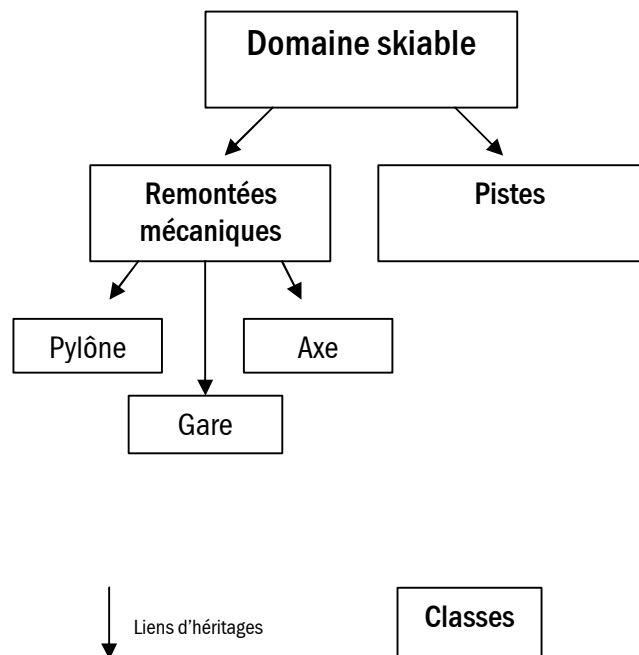 Domaine skiable
Remontées
mécaniques
Pistes
Pylône
Axe
Gare
Liens d'héritages
Classes